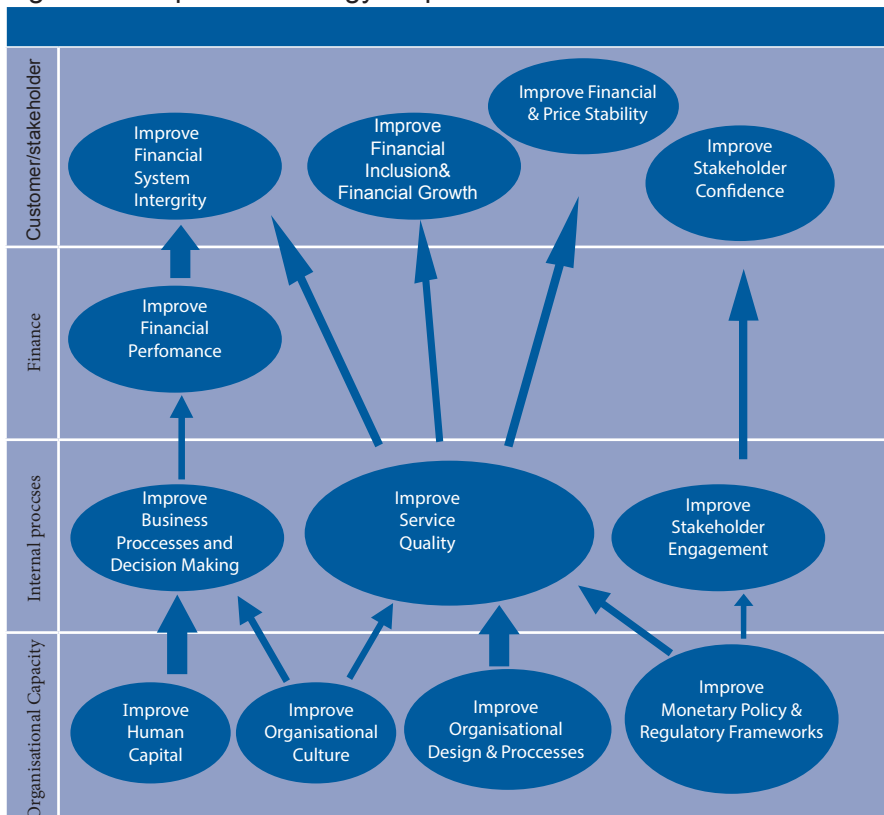 Customer/stakeholder
Improve
Financial
System
Intergrity
Improve
Financial
Inclusion&
Financial Growth
Improve Financial
& Price Stability
Improve
Stakeholder
Confidence
Finance
Improve
Financial
Perfomance
Internal proccses
Improve
Business
Proccesses and
Decision Making
Improve
Service
Quality
Improve
Stakeholder
Engagement
Organisational Capacity
Improve
Human
Capital
Improve
Organisational
Culture
Improve
Organisational
Design & Proccesses
Improve
Monetary Policy &
Regulatory Frameworks